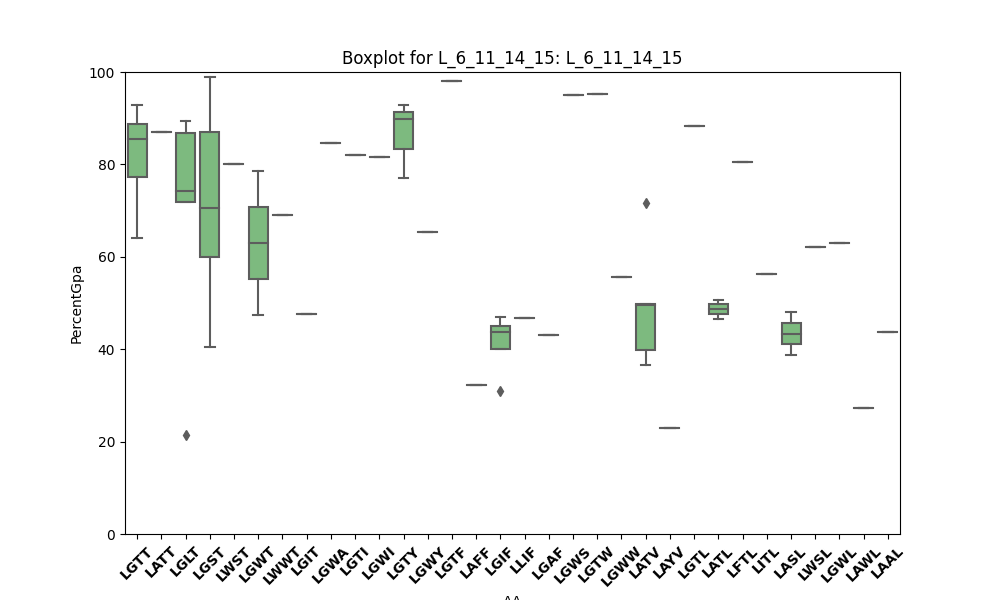 Boxplot for L_6_11_14_15: L_6_11_14_15
PercentGpa
100
80
60
40
20
0
LGTT LATT LGLT LGST LWST LGWT LWWT LGIT LGWA LGTI LGWI LGTY LGWY LGTF LAFF LGIF LLIF LGAF LGWS LGTW LGWW LATV LAYV LGTL LATL LFTL LITL LASL LWSL LGWL LAWL LAAL
AA